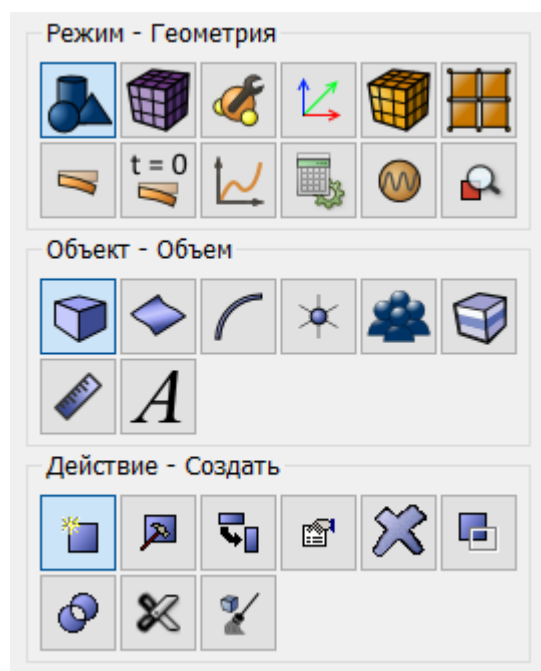 Режим - Геометрия
t = 0
Объект - Объем
A
Действие - Создать